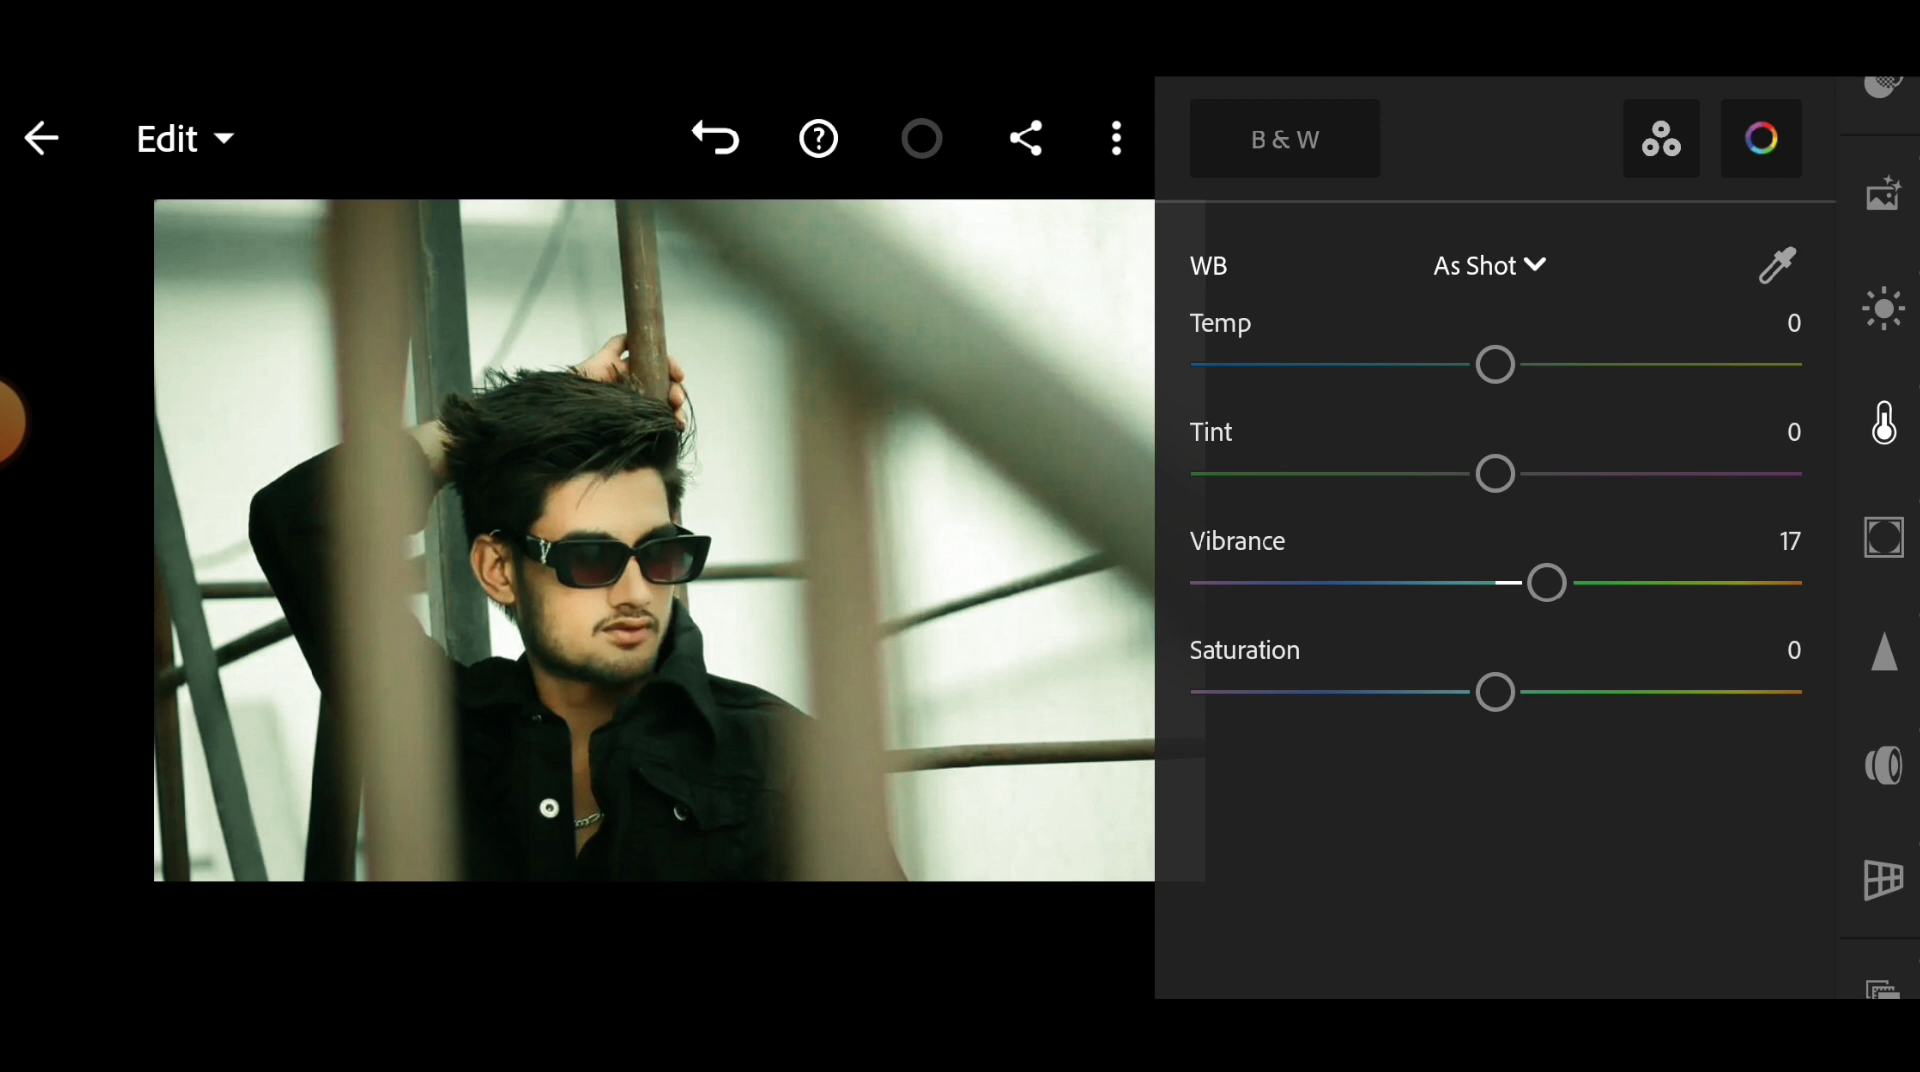 Edit
B & W
WB
As Shot
Temp
0
Tint
0
Vibrance
17
Saturation
0